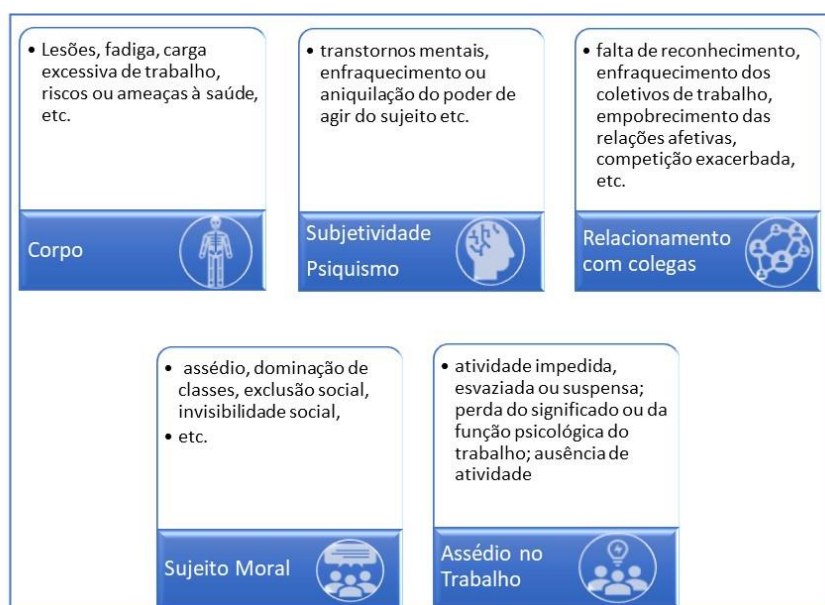 • Lesões, fadiga, carga
excessiva de trabalho,
riscos ou ameaças à saúde,
etc.
Corpo
• transtornos mentais,
enfraquecimento ou
aniquilação do poder de
agir do sujeito etc.
Subjetividade
Psiquismo
• falta de reconhecimento,
enfraquecimento dos
coletivos de trabalho,
empobrecimento das
relações afetivas,
competição exacerbada,
etc.
Relacionamento
com colegas
• assédio, dominação de
classes, exclusão social,
invisibilidade social,
• etc.
Sujeito Moral
• atividade impedida,
esvaziada ou suspensa;
perda do significado ou da
função psicológica do
trabalho; ausência de
atividade
Assédio no
Trabalho